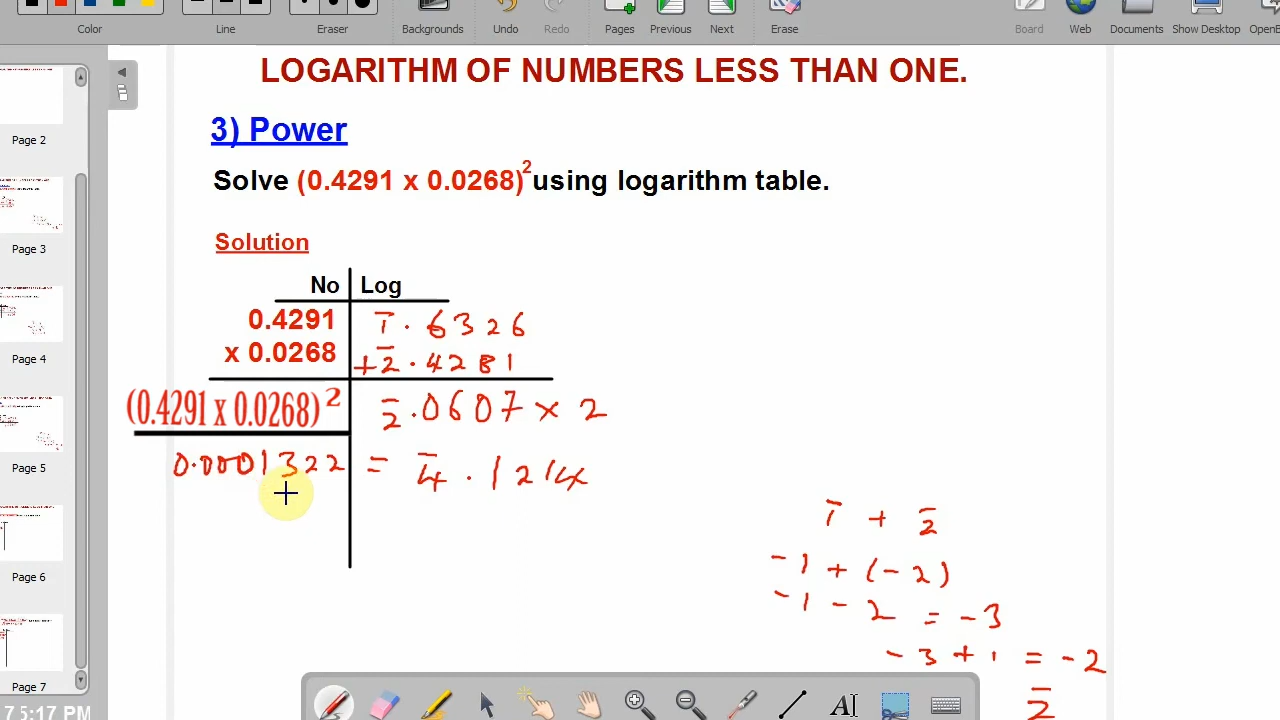 Color Line Eraser Backgrounds Undo Redo Pages Previous Next Erase Board Web Documents Show Desktop
LOGARITHM OF NUMBERS LESS THAN ONE.
3) Power
Solve (0.4291 x 0.0268)² using logarithm table.
Solution
No Log
0.4291 1̄.6326
x 0.0268 +2̄.4281
(0.4291 x 0.0268)² 2̄.0607 × 2
0.0001322 = 4̄.1214
1̄ + 2̄
-1 + (-2)
-1 - 2 = -3
-3 + 1 = -2
2̄
Page 2
Page 3
Page 4
Page 5
Page 6
Page 7
5:17 PM